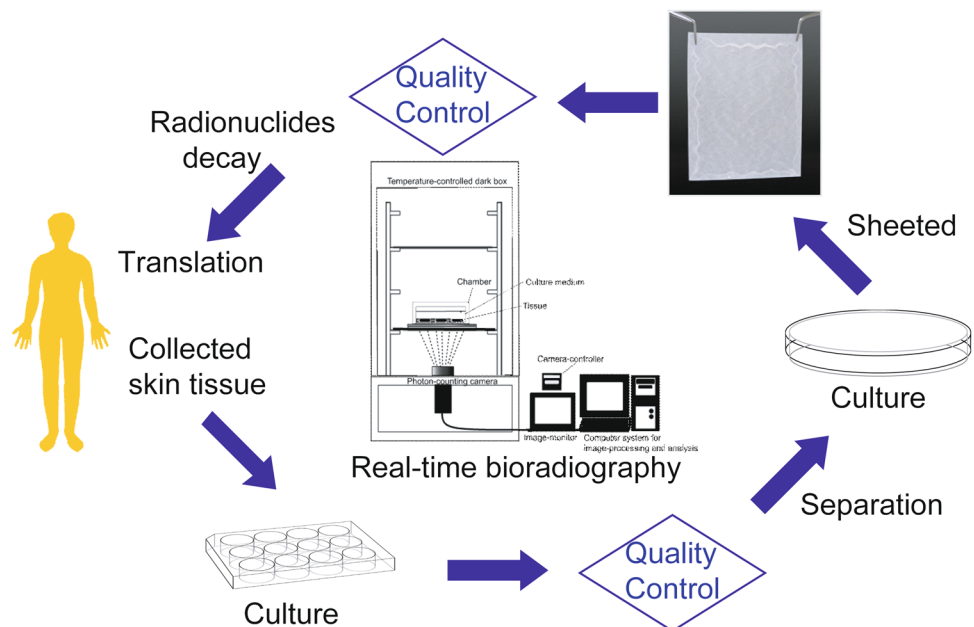 Quality
Control
Radionuclides
decay
Translation
Collected
skin tissue
Temperature-controlled dark box
Chamber
Culture medium
Tissue
Camera-controller
Photon-counting camera
Image-monitor
Computer system for
image-processing and analysis
Real-time bioradiography
Sheeted
Culture
Separation
Quality
Control
Culture